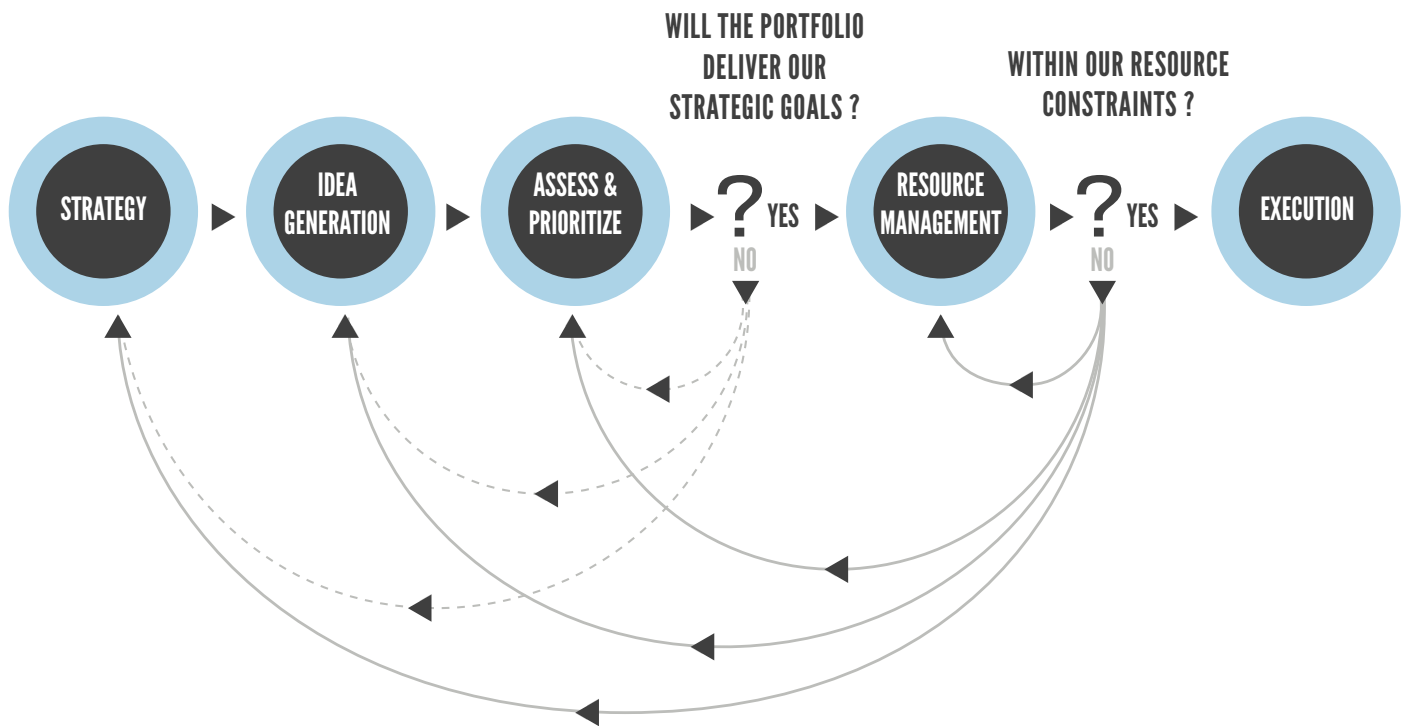 WILL THE PORTFOLIO
DELIVER OUR
STRATEGIC GOALS ?
WITHIN OUR RESOURCE
CONSTRAINTS ?
STRATEGY
IDEA
GENERATION
ASSESS &
PRIORITIZE
?
YES
NO
RESOURCE
MANAGEMENT
?
YES
NO
EXECUTION